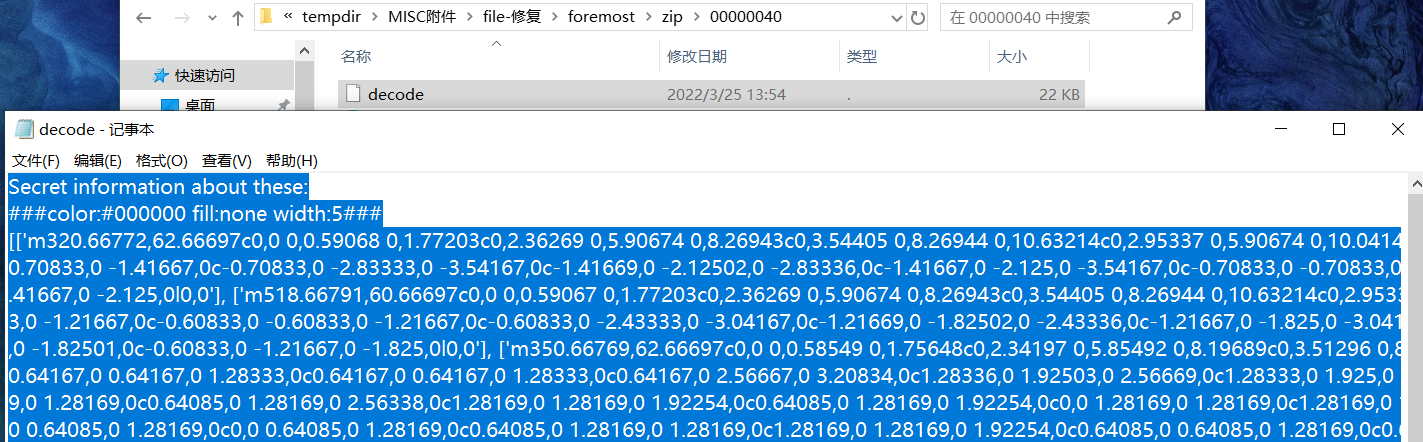 « tempdir > MISC附件 > file-修复 > foremost > zip > 00000040
在 00000040 中搜索
名称 修改日期 类型 大小
快速访问
桌面
decode 2022/3/25 13:54 . 22 KB
decode - 记事本
文件(F) 编辑(E) 格式(O) 查看(V) 帮助(H)
Secret information about these:
###color:#000000 fill:none width:5###
[['m320.66772,62.66697c0,0 0,0.59068 0,1.77203c0,2.36269 0,5.90674 0,8.26943c0,3.54405 0,8.26944 0,10.63214c0,2.95337 0,5.90674 0,10.0414
0.70833,0 -1.41667,0c-0.70833,0 -2.83333,0 -3.54167,0c-1.41669,0 -2.12502,0 -2.83336,0c-1.41667,0 -2.125,0 -3.54167,0c-0.70833,0 -0.70833,0
.41667,0 -2.125,0l0,0'], ['m518.66791,60.66697c0,0 0,0.59067 0,1.77203c0,2.36269 0,5.90674 0,8.26943c0,3.54405 0,8.26944 0,10.63214c0,2.9533
3,0 -1.21667,0c-0.60833,0 -0.60833,0 -1.21667,0c-0.60833,0 -2.43333,0 -3.04167,0c-1.21669,0 -1.82502,0 -2.43336,0c-1.21667,0 -1.825,0 -3.041
,0 -1.82501,0c-0.60833,0 -1.21667,0 -1.825,0l0,0'], ['m350.66769,62.66697c0,0 0,0.58549 0,1.75648c0,2.34197 0,5.85492 0,8.19689c0,3.51296 0,8
0.64167,0 0.64167,0 1.28333,0c0.64167,0 0.64167,0 1.28333,0c0.64167,0 2.56667,0 3.20834,0c1.28336,0 1.92503,0 2.56669,0c1.28333,0 1.925,0
9,0 1.28169,0c0.64085,0 1.28169,0 2.56338,0c1.28169,0 1.28169,0 1.92254,0c0.64085,0 1.28169,0 1.92254,0c0,0 1.28169,0 1.28169,0c1.28169,0
0 0.64085,0 1.28169,0c0,0 0.64085,0 1.28169,0 1.28169,0c1.28169,0 1.28169,0 1.92254,0c0.64085,0 0.64085,0 1.28169,0c0.6